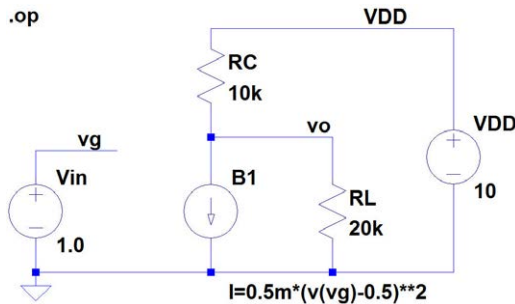 .op
VDD
RC
10k
vg
vo
Vin
B1
VDD
RL
1.0
20k
10
I=0.5m*(v(vg)-0.5)**2